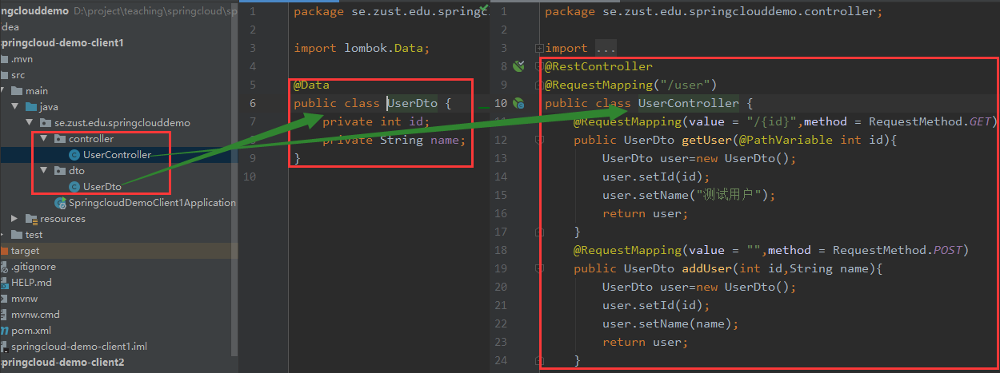 ngclouddemo D:\project\teaching\springcloud\sp
dea
pringcloud-demo-client1
.mvn
src
main
java
se.zust.edu.springclouddemo
controller
UserController
dto
UserDto
SpringcloudDemoClient1Application
resources
test
target
.gitignore
HELP.md
mvnw
mvnw.cmd
pom.xml
springcloud-demo-client1.iml
pringcloud-demo-client2
1 package se.zust.edu.springc
2
3 import lombok.Data;
4
5 @Data
6 public class UserDto {
7 private int id;
private String name;
9 }
10
1 package se.zust.edu.springclouddemo.controller;
2
3 import ...
8 @RestController
9 @RequestMapping("/user")
10 public class UserController {
11 @RequestMapping(value = "/{id}",method = RequestMethod.GET)
12 public UserDto getUser(@PathVariable int id){
13 UserDto user=new UserDto();
14 user.setId(id);
15 user.setName("测试用户");
16 return user;
17 }
18 @RequestMapping(value = "",method = RequestMethod.POST)
19 public UserDto addUser(int id,String name){
20 UserDto user=new UserDto();
21 user.setId(id);
22 user.setName(name);
23 return user;
24 }